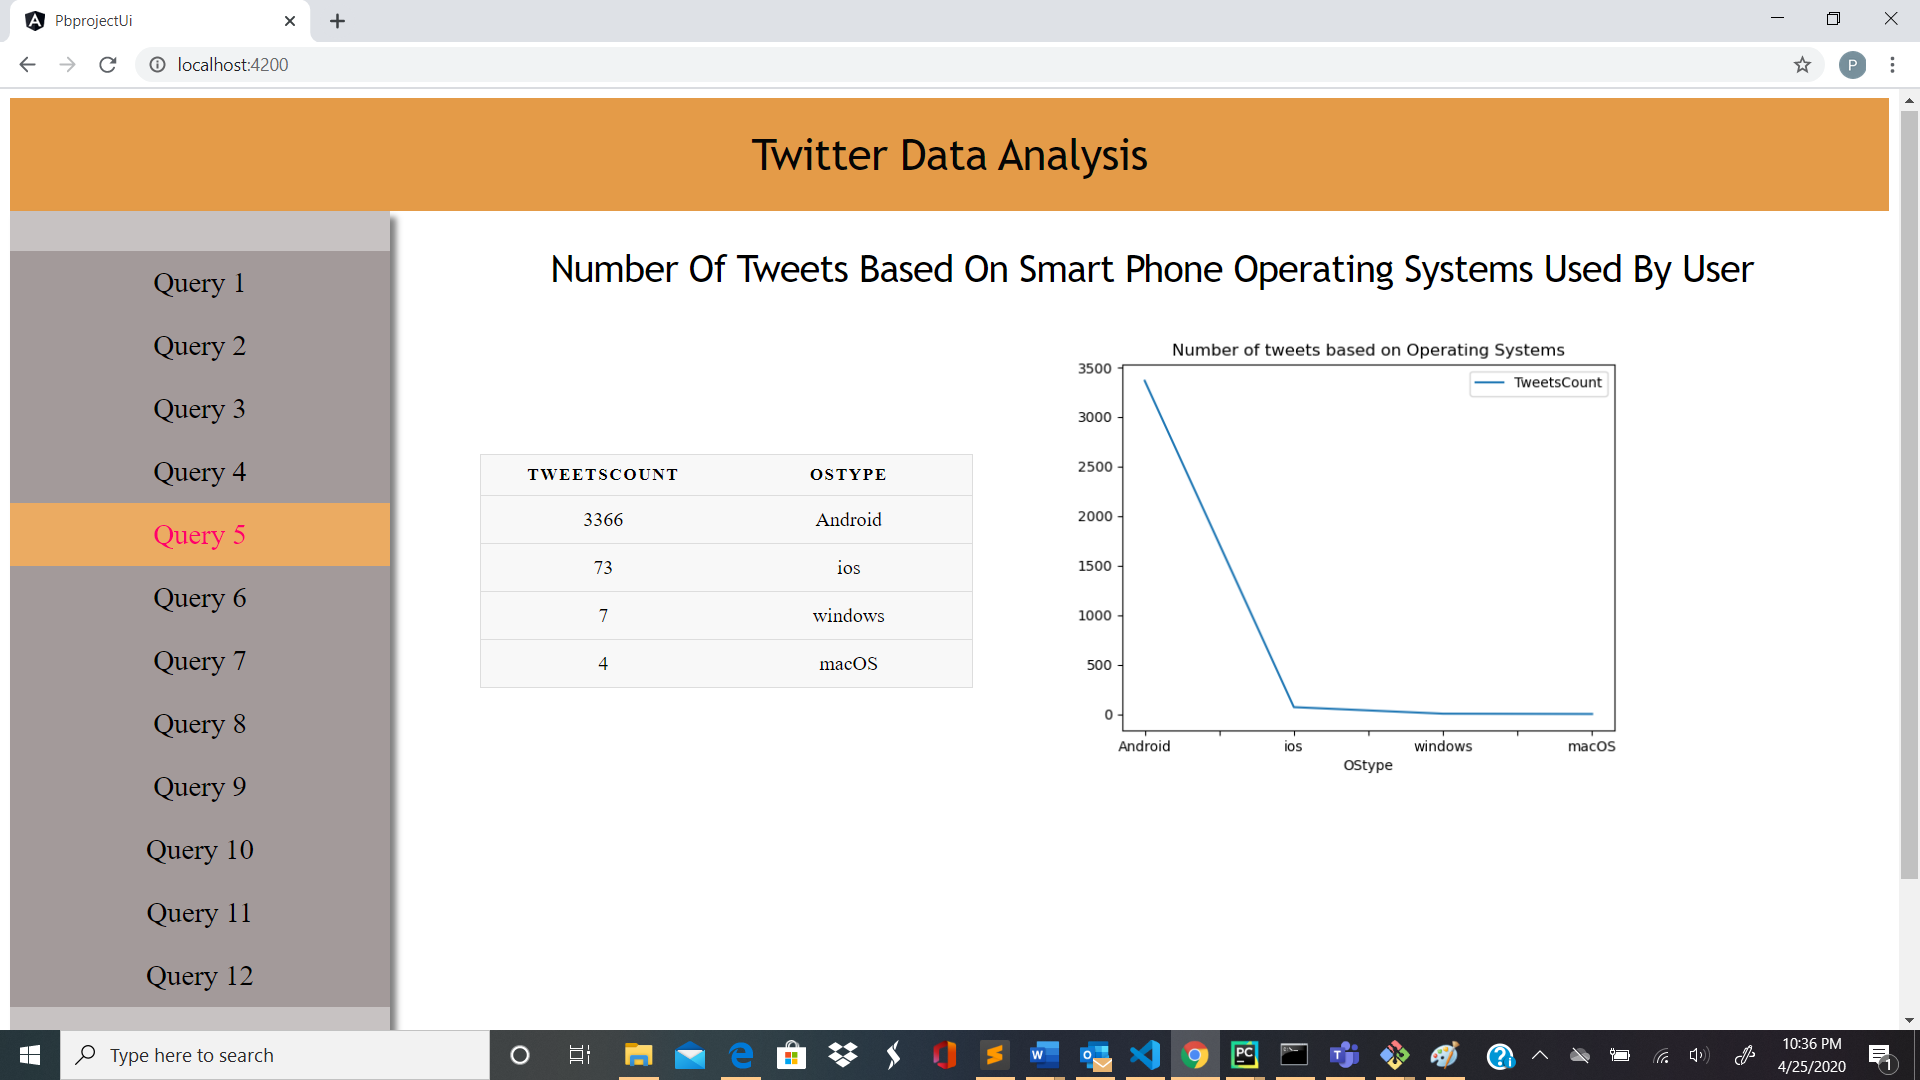 PbprojectUi
localhost:4200
P
Twitter Data Analysis
Query 1
Query 2
Query 3
Query 4
Query 5
Query 6
Query 7
Query 8
Query 9
Query 10
Query 11
Query 12
Number Of Tweets Based On Smart Phone Operating Systems Used By User
TWEETSCOUNT OSTYPE
3366 Android
73 ios
7 windows
4 macOS
Number of tweets based on Operating Systems
TweetsCount
3500
3000
2500
2000
1500
1000
500
0
Android ios windows macOS
OStype
Type here to search
10:36 PM
4/25/2020
1